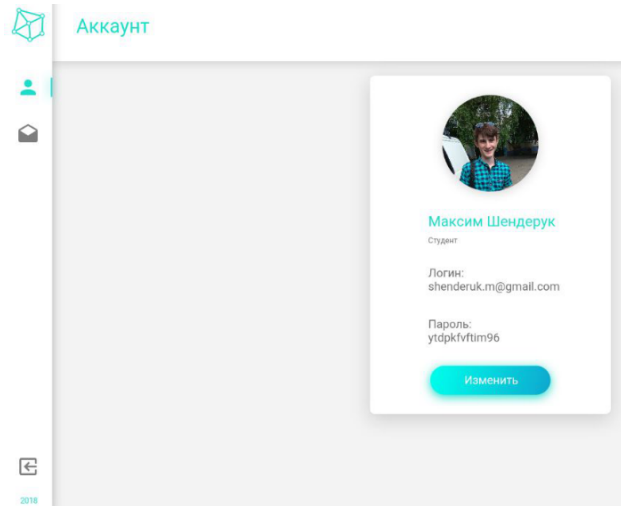 Аккаунт
Максим Шендерук
Студент
Логин:
shenderuk.m@gmail.com
Пароль:
ytdpkfvftim96
Изменить
2018